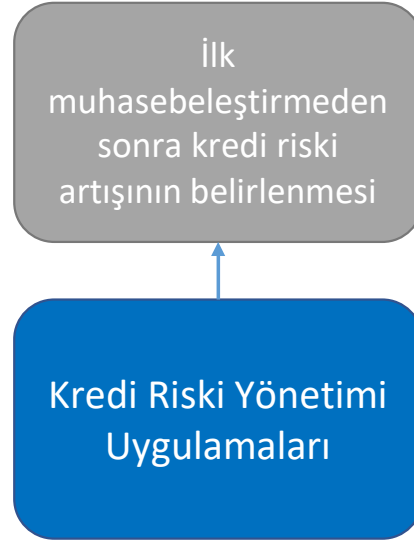 İlk
muhasebeleştirmeden
sonra kredi riski
artışının belirlenmesi
Kredi Riski Yönetimi
Uygulamaları